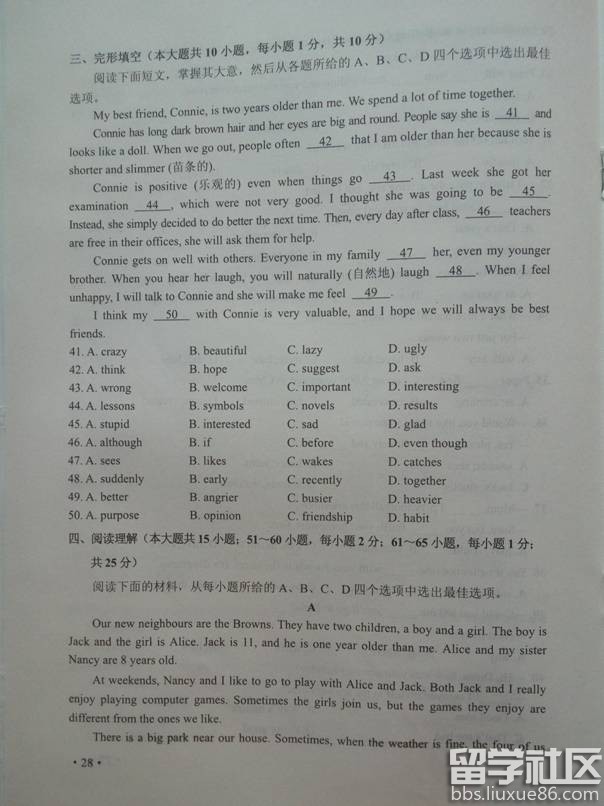 三、完形填空（本大题共 10 小题，每小题 1 分，共 10 分）
阅读下面短文，掌握其大意，然后从各题所给的 A、B、C、D 四个选项中选出最佳
选项。
My best friend, Connie, is two years older than me. We spend a lot of time together.
Connie has long dark brown hair and her eyes are big and round. People say she is 41 and
looks like a doll. When we go out, people often 42 that I am older than her because she is
shorter and slimmer (苗条的).
Connie is positive (乐观的) even when things go 43 . Last week she got her
examination 44 , which were not very good. I thought she was going to be 45 .
Instead, she simply decided to do better the next time. Then, every day after class, 46 teachers
are free in their offices, she will ask them for help.
Connie gets on well with others. Everyone in my family 47 her, even my younger
brother. When you hear her laugh, you will naturally (自然地) laugh 48 . When I feel
unhappy, I will talk to Connie and she will make me feel 49 .
I think my 50 with Connie is very valuable, and I hope we will always be best
friends.
41. A. crazy B. beautiful C. lazy D. ugly
42. A. think B. hope C. suggest D. ask
43. A. wrong B. welcome C. important D. interesting
44. A. lessons B. symbols C. novels D. results
45. A. stupid B. interested C. sad D. glad
46. A. although B. if C. before D. even though
47. A. sees B. likes C. wakes D. catches
48. A. suddenly B. early C. recently D. together
49. A. better B. angrier C. busier D. heavier
50. A. purpose B. opinion C. friendship D. habit
四、阅读理解（本大题共 15 小题；51～60 小题，每小题 2 分；61～65 小题，每小题 1 分；
共 25 分）
阅读下面的材料，从每小题所给的 A、B、C、D 四个选项中选出最佳选项。
A
Our new neighbours are the Browns. They have two children, a boy and a girl. The boy is
Jack and the girl is Alice. Jack is 11, and he is one year older than me. Alice and my sister
Nancy are 8 years old.
At weekends, Nancy and I like to go to play with Alice and Jack. Both Jack and I really
enjoy playing computer games. Sometimes the girls join us, but the games they enjoy are
different from the ones we like.
There is a big park near our house. Sometimes, when the weather is fine, the four of us
· 28 ·
留学社区
bbs.liuxue86.com